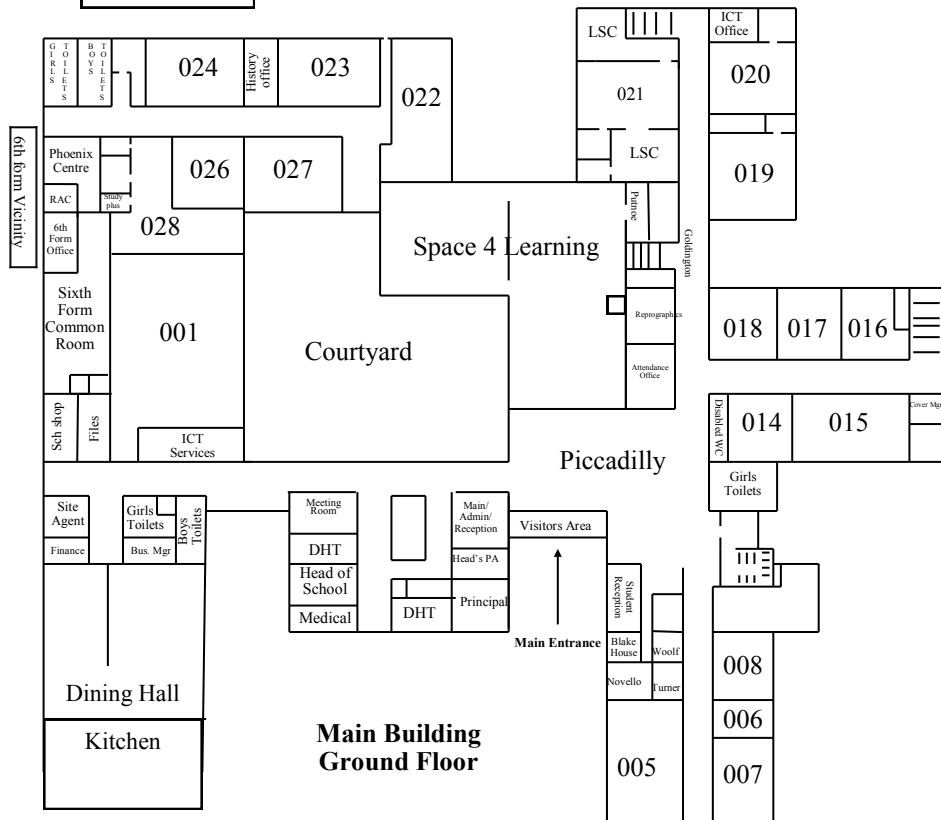 LSC
ICT
Office
GIRLS
TOILETS
BOYS
TOILETS
024
History
office
023
022
021
020
LSC
019
6th form Vicinity
Phoenix
Centre
RAC
Study
plus
026
027
028
6th
Form
Office
Putnoe
Goldington
Space 4 Learning
Sixth
Form
Common
Room
001
Courtyard
Reprographics
Attendance
Office
018
017
016
Sch shop
Files
ICT
Services
Piccadilly
Disabled WC
014
015
Cover Mgr
Girls
Toilets
Site
Agent
Finance
Girls
Toilets
Bus. Mgr
Boys
Toilets
Meeting
Room
DHT
Head of
School
Medical
Main/
Admin/
Reception
Head's PA
Principal
DHT
Visitors Area
Main Entrance
Student
Reception
Blake
House
Woolf
Novello
Turner
008
006
007
005
Dining Hall
Kitchen
Main Building
Ground Floor